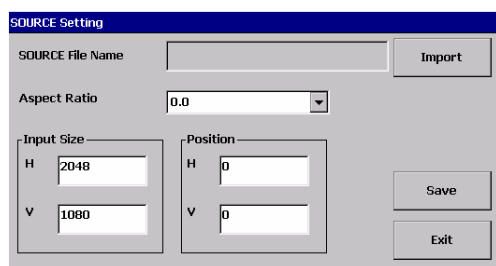 SOURCE Setting
SOURCE File Name
Import
Aspect Ratio
0.0
Input Size
Position
H
2048
H
0
V
1080
V
0
Save
Exit